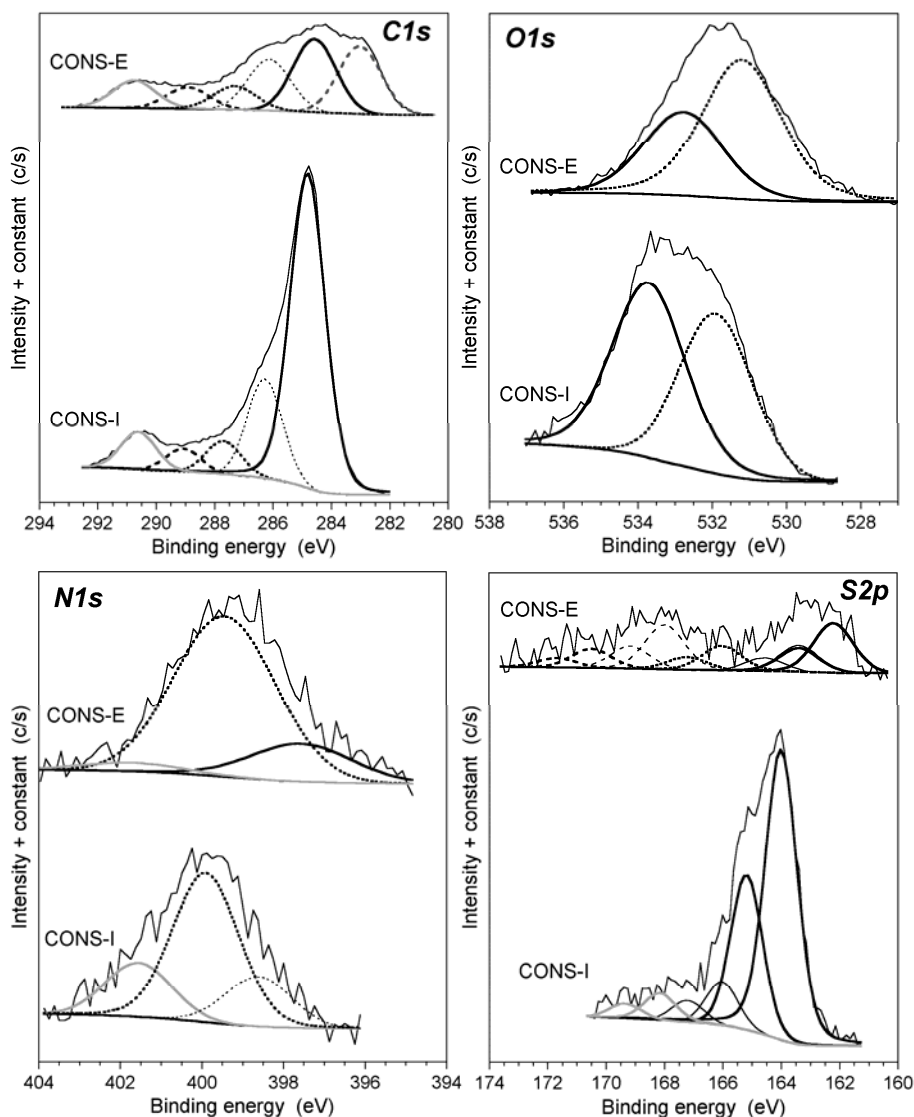 C1s
CONS-E
CONS-I
Intensity + constant (c/s)
294 292 290 288 286 284 282 280
Binding energy (eV)
O1s
CONS-E
CONS-I
Intensity + constant (c/s)
538 536 534 532 530 528
Binding energy (eV)
N1s
CONS-E
CONS-I
Intensity + constant (c/s)
404 402 400 398 396 394
Binding energy (eV)
S2p
CONS-E
CONS-I
Intensity + constant (c/s)
174 172 170 168 166 164 162 160
Binding energy (eV)